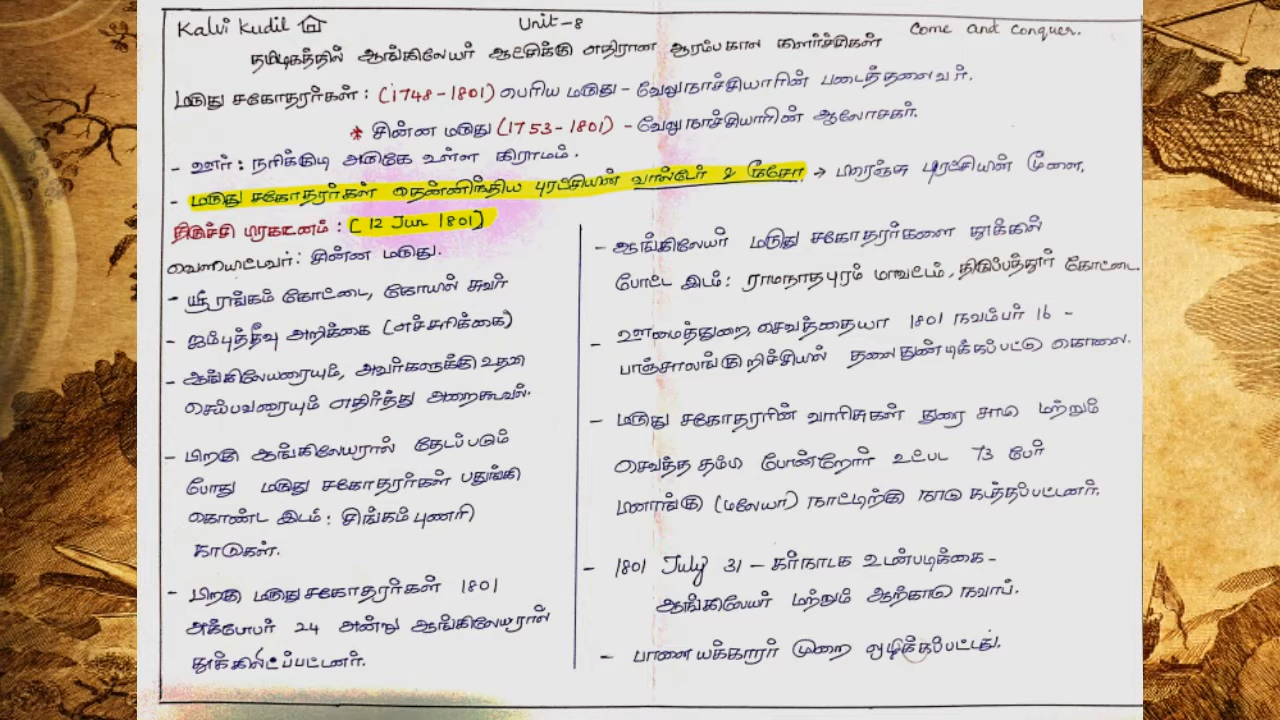 Kalvi Kudil
Unit-8
Come and Conquer.
தமிழகத்தில் ஆங்கிலேயர் ஆட்சிக்கு எதிரான ஆரம்பகால கிளர்ச்சிகள்
மருது சகோதரர்கள் : (1748-1801) பெரிய மருது - வேலுநாச்சியாரின் படைத்தளைவர்.
* சின்ன மருது (1753-1801) - வேலுநாச்சியாரின் ஆலோசகர்.
- ஊர் : நரிக்குடி அருகே உள்ள கிராமம்.
- மருது சகோதரர்கள் தென்னிந்திய புரட்சியின் வால்டேர் & ரூசோ → பிரெஞ்சு புரட்சியின் மூளை.
திருச்சி பிரகடனம் : (12 Jun 1801)
வெளியிட்டவர் : சின்ன மருது.
- ஸ்ரீரங்கம் கோட்டை, கோயில் சுவர்
- ஜம்புத்தீவு அறிக்கை (எச்சரிக்கை)
- ஆங்கிலேயரையும், அவர்களுக்கு உதவி
செய்பவரையும் எதிர்த்து அறைகூவல்.
- பிறகு ஆங்கிலேயரால் தேடப்படும்
போது மருது சகோதரர்கள் பதுங்கி
கொண்ட இடம் : சிங்கம்புணரி
காடுகள்.
- பிறகு மருது சகோதரர்கள் 1801
அக்டோபர் 24 அன்று ஆங்கிலேயரால்
தூக்கிலிடப்பட்டனர்.
- ஆங்கிலேயர் மருது சகோதரர்களை தூக்கில்
போட்ட இடம் : ராமநாதபுரம் மாவட்டம், திருப்பத்தூர் கோட்டை.
- ஊமைத்துரை, செவத்தையா 1801 நவம்பர் 16 -
பாஞ்சாலங்குறிச்சியில் தலை துண்டிக்கப்பட்டு கொலை.
- மருது சகோதரரின் வாரிசுகள் துரை சாமி மற்றும்
செவத்த தம்பி போன்றோர் உட்பட 73 பேர்
பினாங்கு (மலேயா) நாட்டிற்கு நாடு கடத்தப்பட்டனர்.
- 1801 July 31 - கர்நாடக உடன்படிக்கை -
ஆங்கிலேயர் மற்றும் ஆற்காடு நவாப்.
- பாளையக்காரர் முறை ஒழிக்கப்பட்டது.